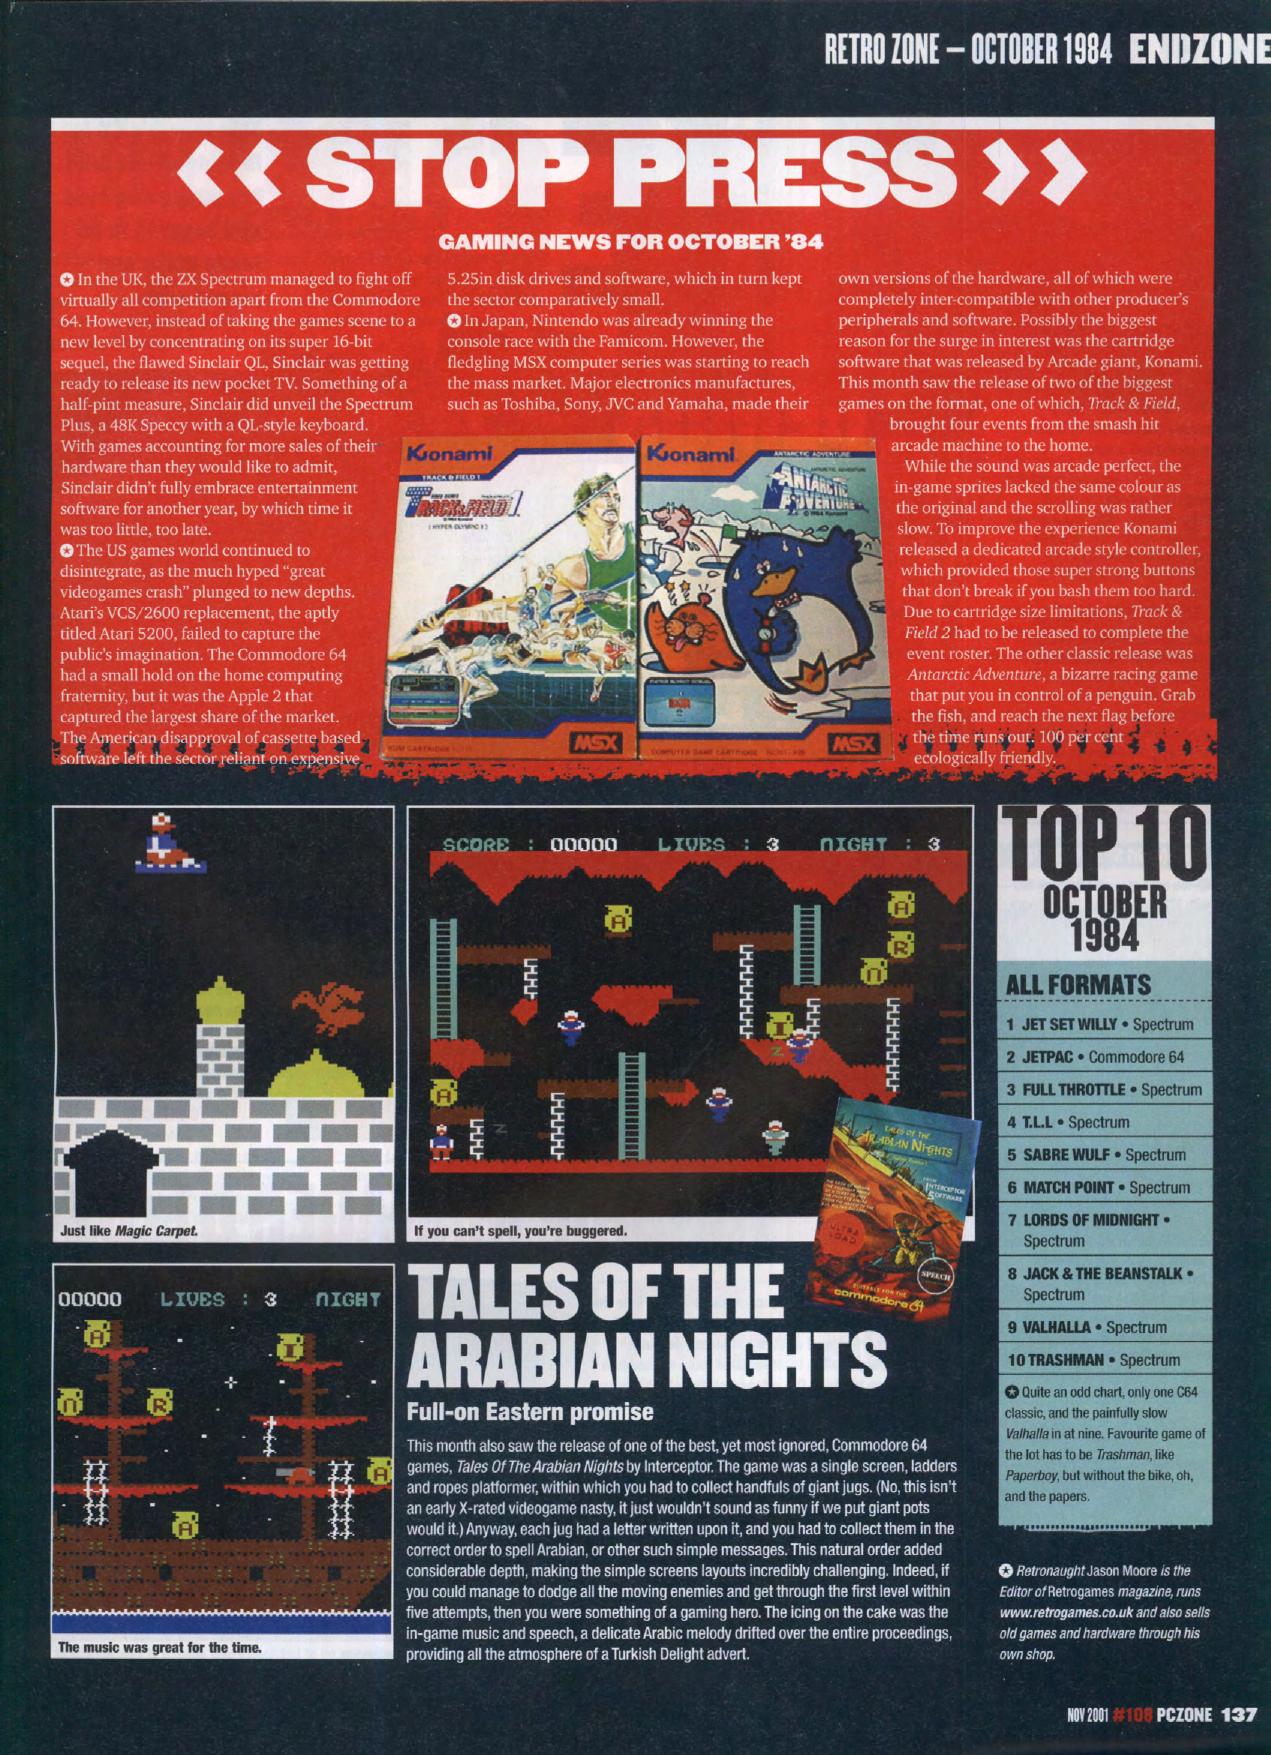 RETRO ZONE – OCTOBER 1984 ENDZONE
<< STOP PRESS >>
GAMING NEWS FOR OCTOBER '84
In the UK, the ZX Spectrum managed to fight off
virtually all competition apart from the Commodore
64. However, instead of taking the games scene to a
new level by concentrating on its super 16-bit
sequel, the flawed Sinclair QL, Sinclair was getting
ready to release its new pocket TV. Something of a
half-pint measure, Sinclair did unveil the Spectrum
Plus, a 48K Speccy with a QL-style keyboard.
With games accounting for more sales of their
hardware than they would like to admit,
Sinclair didn't fully embrace entertainment
software for another year, by which time it
was too little, too late.
The US games world continued to
disintegrate, as the much hyped "great
videogames crash" plunged to new depths.
Atari's VCS/2600 replacement, the aptly
titled Atari 5200, failed to capture the
public's imagination. The Commodore 64
had a small hold on the home computing
fraternity, but it was the Apple 2 that
captured the largest share of the market.
The American disapproval of cassette based
software left the sector reliant on expensive
5.25in disk drives and software, which in turn kept
the sector comparatively small.
In Japan, Nintendo was already winning the
console race with the Famicom. However, the
fledgling MSX computer series was starting to reach
the mass market. Major electronics manufactures,
such as Toshiba, Sony, JVC and Yamaha, made their
own versions of the hardware, all of which were
completely inter-compatible with other producer's
peripherals and software. Possibly the biggest
reason for the surge in interest was the cartridge
software that was released by Arcade giant, Konami.
This month saw the release of two of the biggest
games on the format, one of which, Track & Field,
brought four events from the smash hit
arcade machine to the home.
While the sound was arcade perfect, the
in-game sprites lacked the same colour as
the original and the scrolling was rather
slow. To improve the experience Konami
released a dedicated arcade style controller,
which provided those super strong buttons
that don't break if you bash them too hard.
Due to cartridge size limitations, Track &
Field 2 had to be released to complete the
event roster. The other classic release was
Antarctic Adventure, a bizarre racing game
that put you in control of a penguin. Grab
the fish, and reach the next flag before
the time runs out. 100 per cent
ecologically friendly.
Konami
TRACK & FIELD 1
TRACK & FIELD 1.
(HYPER OLYMPIC 1)
MSX
Konami
ANTARCTIC ADVENTURE
ANTARCTIC ADVENTURE
ANTARCTIC
ADVENTURE
© 1984 Konami
MSX
Just like Magic Carpet.
SCORE : 00000 LIVES : 3 NIGHT : 3
A
A
R
N
I
A
Z
Z
If you can't spell, you're buggered.
TALES OF THE
ARABIAN NIGHTS
INTERCEPTOR
SOFTWARE
ULTRA
LOAD
SPEECH
SUITABLE FOR THE
commodore 64
00000 LIVES : 3 NIGHT
A
I
N
R
A
A
The music was great for the time.
TALES OF THE
ARABIAN NIGHTS
Full-on Eastern promise
This month also saw the release of one of the best, yet most ignored, Commodore 64
games, Tales Of The Arabian Nights by Interceptor. The game was a single screen, ladders
and ropes platformer, within which you had to collect handfuls of giant jugs. (No, this isn't
an early X-rated videogame nasty, it just wouldn't sound as funny if we put giant pots
would it.) Anyway, each jug had a letter written upon it, and you had to collect them in the
correct order to spell Arabian, or other such simple messages. This natural order added
considerable depth, making the simple screens layouts incredibly challenging. Indeed, if
you could manage to dodge all the moving enemies and get through the first level within
five attempts, then you were something of a gaming hero. The icing on the cake was the
in-game music and speech, a delicate Arabic melody drifted over the entire proceedings,
providing all the atmosphere of a Turkish Delight advert.
TOP 10
OCTOBER
1984
ALL FORMATS
1 JET SET WILLY • Spectrum
2 JETPAC • Commodore 64
3 FULL THROTTLE • Spectrum
4 T.L.L • Spectrum
5 SABRE WULF • Spectrum
6 MATCH POINT • Spectrum
7 LORDS OF MIDNIGHT •
Spectrum
8 JACK & THE BEANSTALK •
Spectrum
9 VALHALLA • Spectrum
10 TRASHMAN • Spectrum
Quite an odd chart, only one C64
classic, and the painfully slow
Valhalla in at nine. Favourite game of
the lot has to be Trashman, like
Paperboy, but without the bike, oh,
and the papers.
Retronaught Jason Moore is the
Editor of Retrogames magazine, runs
www.retrogames.co.uk and also sells
old games and hardware through his
own shop.
NOV 2001 #108 PCZONE 137